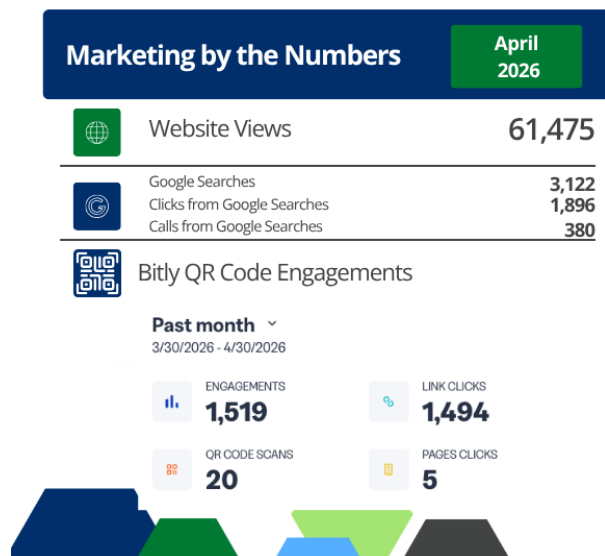 Marketing by the Numbers
April
2026
Website Views
61,475
Google Searches
3,122
Clicks from Google Searches
1,896
Calls from Google Searches
380
Bitly QR Code Engagements
Past month
3/30/2026 - 4/30/2026
ENGAGEMENTS
1,519
LINK CLICKS
1,494
QR CODE SCANS
20
PAGES CLICKS
5